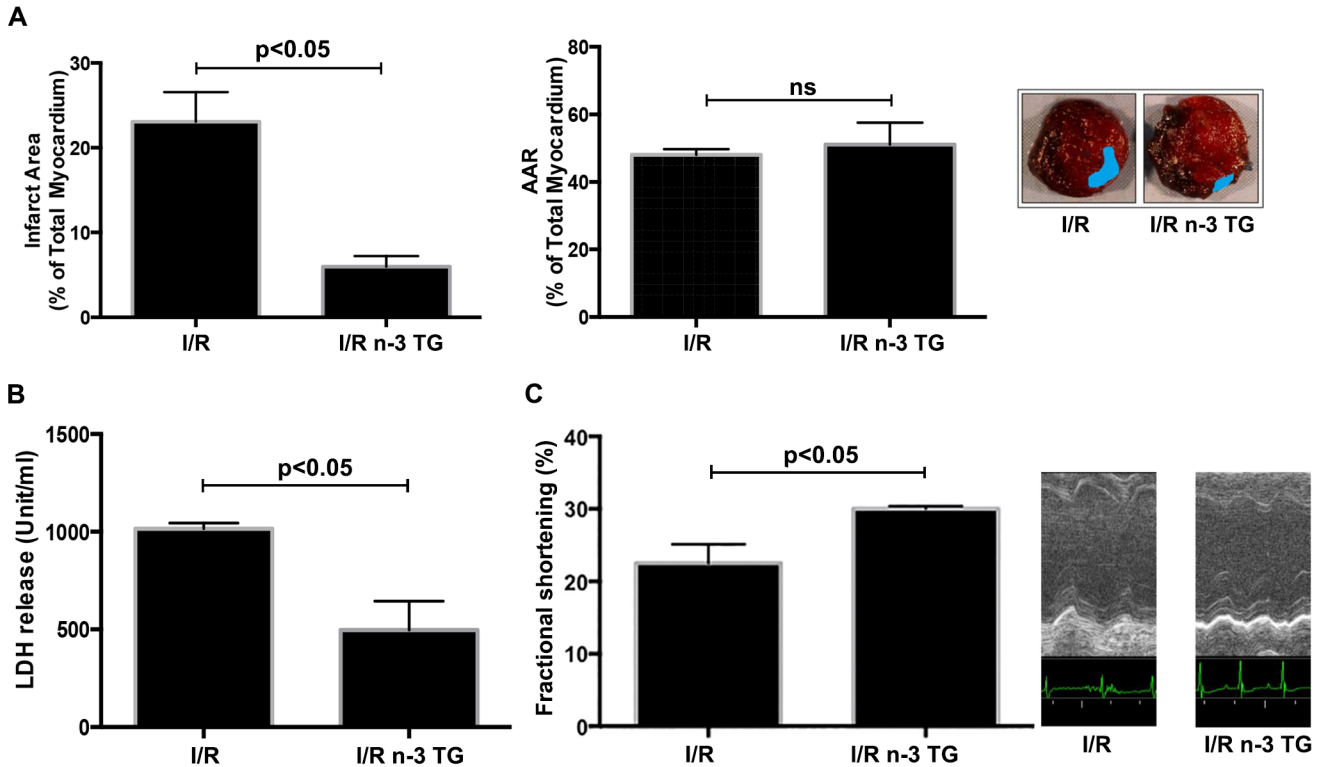 A
Infarct Area
(% of Total Myocardium)
30
20
10
0
p<0.05
I/R
I/R n-3 TG
AAR
(% of Total Myocardium)
80
60
40
20
0
ns
I/R
I/R n-3 TG
I/R
I/R n-3 TG
B
LDH release (Unit/ml)
1500
1000
500
0
p<0.05
I/R
I/R n-3 TG
C
Fractional shortening (%)
40
30
20
10
0
p<0.05
I/R
I/R n-3 TG
I/R
I/R n-3 TG